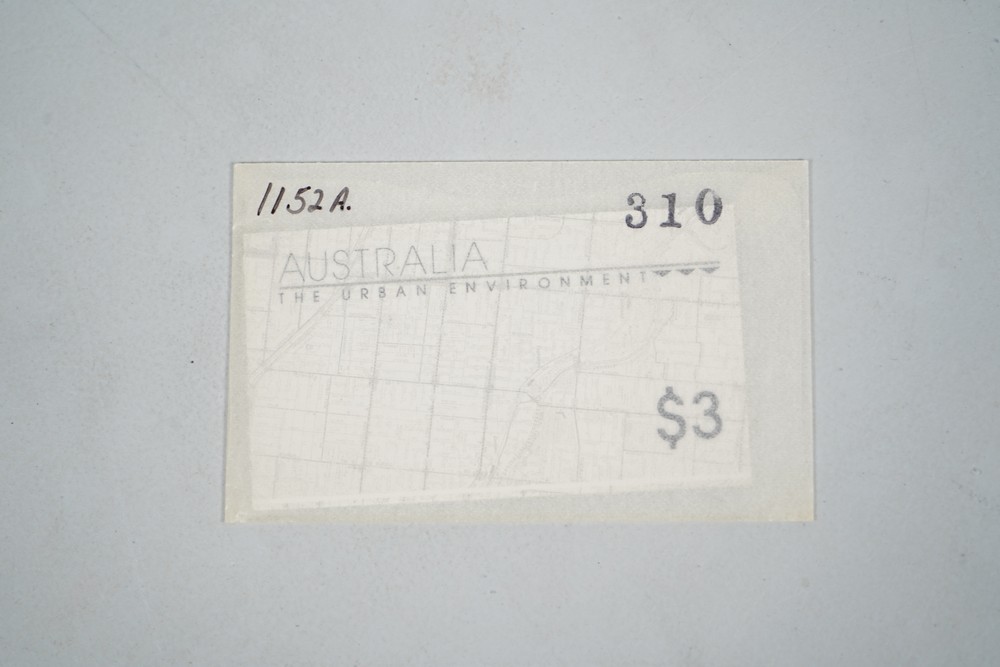 1152A.
310
AUSTRALIA
THE URBAN ENVIRONMENT
$3